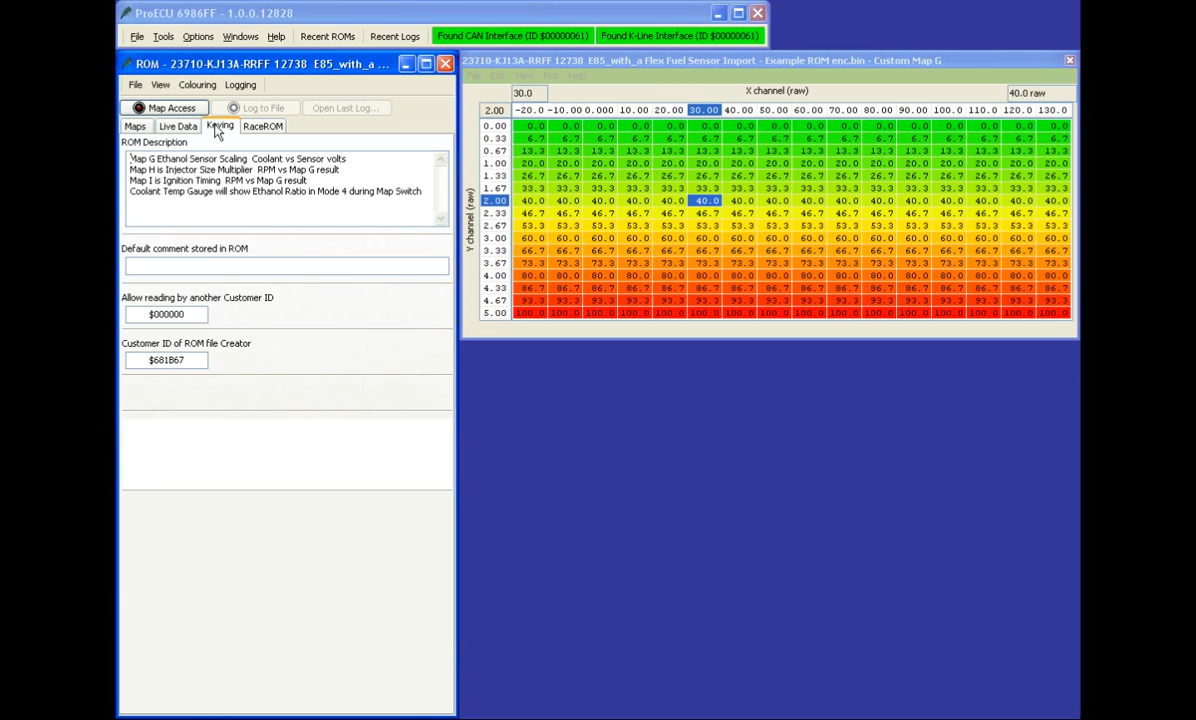 ProECU 6986FF - 1.0.0.12828
File Tools Options Windows Help Recent ROMs Recent Logs Found CAN Interface (ID $00000061) Found K-Line Interface (ID $00000061)
ROM - 23710-KJ13A-RRFF 12738 E85_with_a ...
File View Colouring Logging
Map Access Log to File Open Last Log...
Maps Live Data Keying RaceROM
ROM Description
Map G Ethanol Sensor Scaling Coolant vs Sensor volts
Map H is Injector Size Multiplier RPM vs Map G result
Map I is Ignition Timing RPM vs Map G result
Coolant Temp Gauge will show Ethanol Ratio in Mode 4 during Map Switch
Default comment stored in ROM
Allow reading by another Customer ID
$000000
Customer ID of ROM file Creator
$681B67
23710-KJ13A-RRFF 12738 E85_with_a Flex Fuel Sensor Import - Example ROM enc.bin - Custom Map G
File Edit View Plot Help
X channel (raw)
30.0 40.0 raw
2.00 -20.0 -10.00 0.000 10.00 20.00 30.00 40.00 50.00 60.00 70.00 80.00 90.00 100.0 110.0 120.0 130.0
Y channel (raw)
0.00 0.0 0.0 0.0 0.0 0.0 0.0 0.0 0.0 0.0 0.0 0.0 0.0 0.0 0.0 0.0 0.0
0.33 6.7 6.7 6.7 6.7 6.7 6.7 6.7 6.7 6.7 6.7 6.7 6.7 6.7 6.7 6.7 6.7
0.67 13.3 13.3 13.3 13.3 13.3 13.3 13.3 13.3 13.3 13.3 13.3 13.3 13.3 13.3 13.3 13.3
1.00 20.0 20.0 20.0 20.0 20.0 20.0 20.0 20.0 20.0 20.0 20.0 20.0 20.0 20.0 20.0 20.0
1.33 26.7 26.7 26.7 26.7 26.7 26.7 26.7 26.7 26.7 26.7 26.7 26.7 26.7 26.7 26.7 26.7
1.67 33.3 33.3 33.3 33.3 33.3 33.3 33.3 33.3 33.3 33.3 33.3 33.3 33.3 33.3 33.3 33.3
2.00 40.0 40.0 40.0 40.0 40.0 40.0 40.0 40.0 40.0 40.0 40.0 40.0 40.0 40.0 40.0 40.0
2.33 46.7 46.7 46.7 46.7 46.7 46.7 46.7 46.7 46.7 46.7 46.7 46.7 46.7 46.7 46.7 46.7
2.67 53.3 53.3 53.3 53.3 53.3 53.3 53.3 53.3 53.3 53.3 53.3 53.3 53.3 53.3 53.3 53.3
3.00 60.0 60.0 60.0 60.0 60.0 60.0 60.0 60.0 60.0 60.0 60.0 60.0 60.0 60.0 60.0 60.0
3.33 66.7 66.7 66.7 66.7 66.7 66.7 66.7 66.7 66.7 66.7 66.7 66.7 66.7 66.7 66.7 66.7
3.67 73.3 73.3 73.3 73.3 73.3 73.3 73.3 73.3 73.3 73.3 73.3 73.3 73.3 73.3 73.3 73.3
4.00 80.0 80.0 80.0 80.0 80.0 80.0 80.0 80.0 80.0 80.0 80.0 80.0 80.0 80.0 80.0 80.0
4.33 86.7 86.7 86.7 86.7 86.7 86.7 86.7 86.7 86.7 86.7 86.7 86.7 86.7 86.7 86.7 86.7
4.67 93.3 93.3 93.3 93.3 93.3 93.3 93.3 93.3 93.3 93.3 93.3 93.3 93.3 93.3 93.3 93.3
5.00 100.0 100.0 100.0 100.0 100.0 100.0 100.0 100.0 100.0 100.0 100.0 100.0 100.0 100.0 100.0 100.0